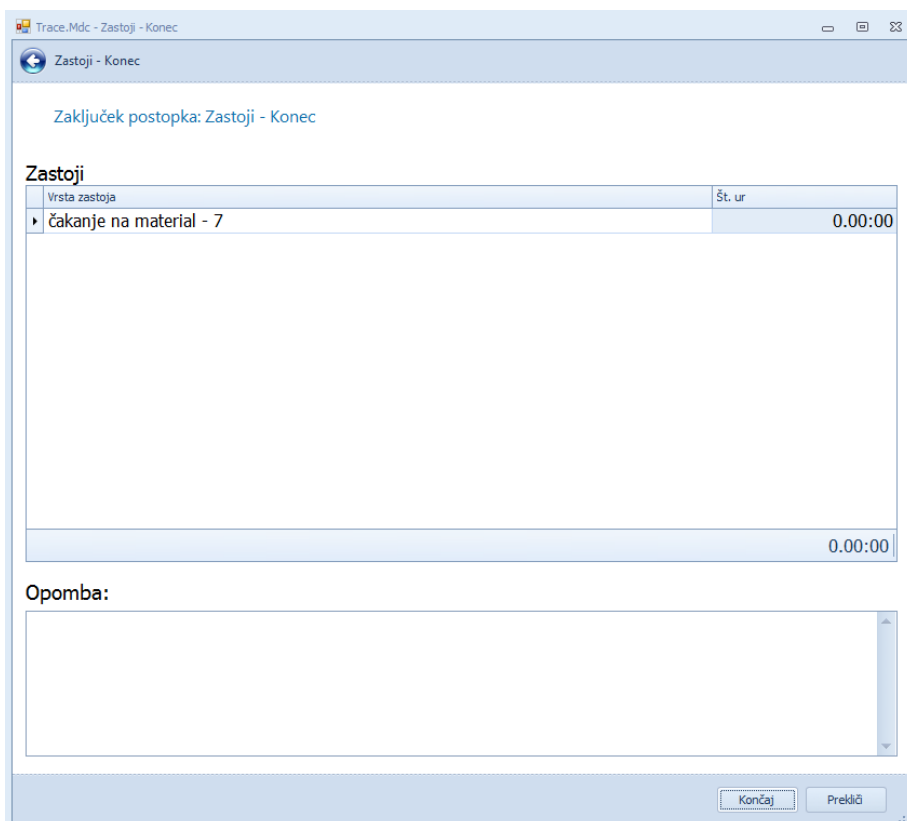 Trace.Mdc - Zastoji - Konec
Zastoji - Konec
Zaključek postopka: Zastoji - Konec
Zastoji
Vrsta zastoja Št. ur
čakanje na material - 7 0.00:00
0.00:00
Opomba:
Končaj Prekliči